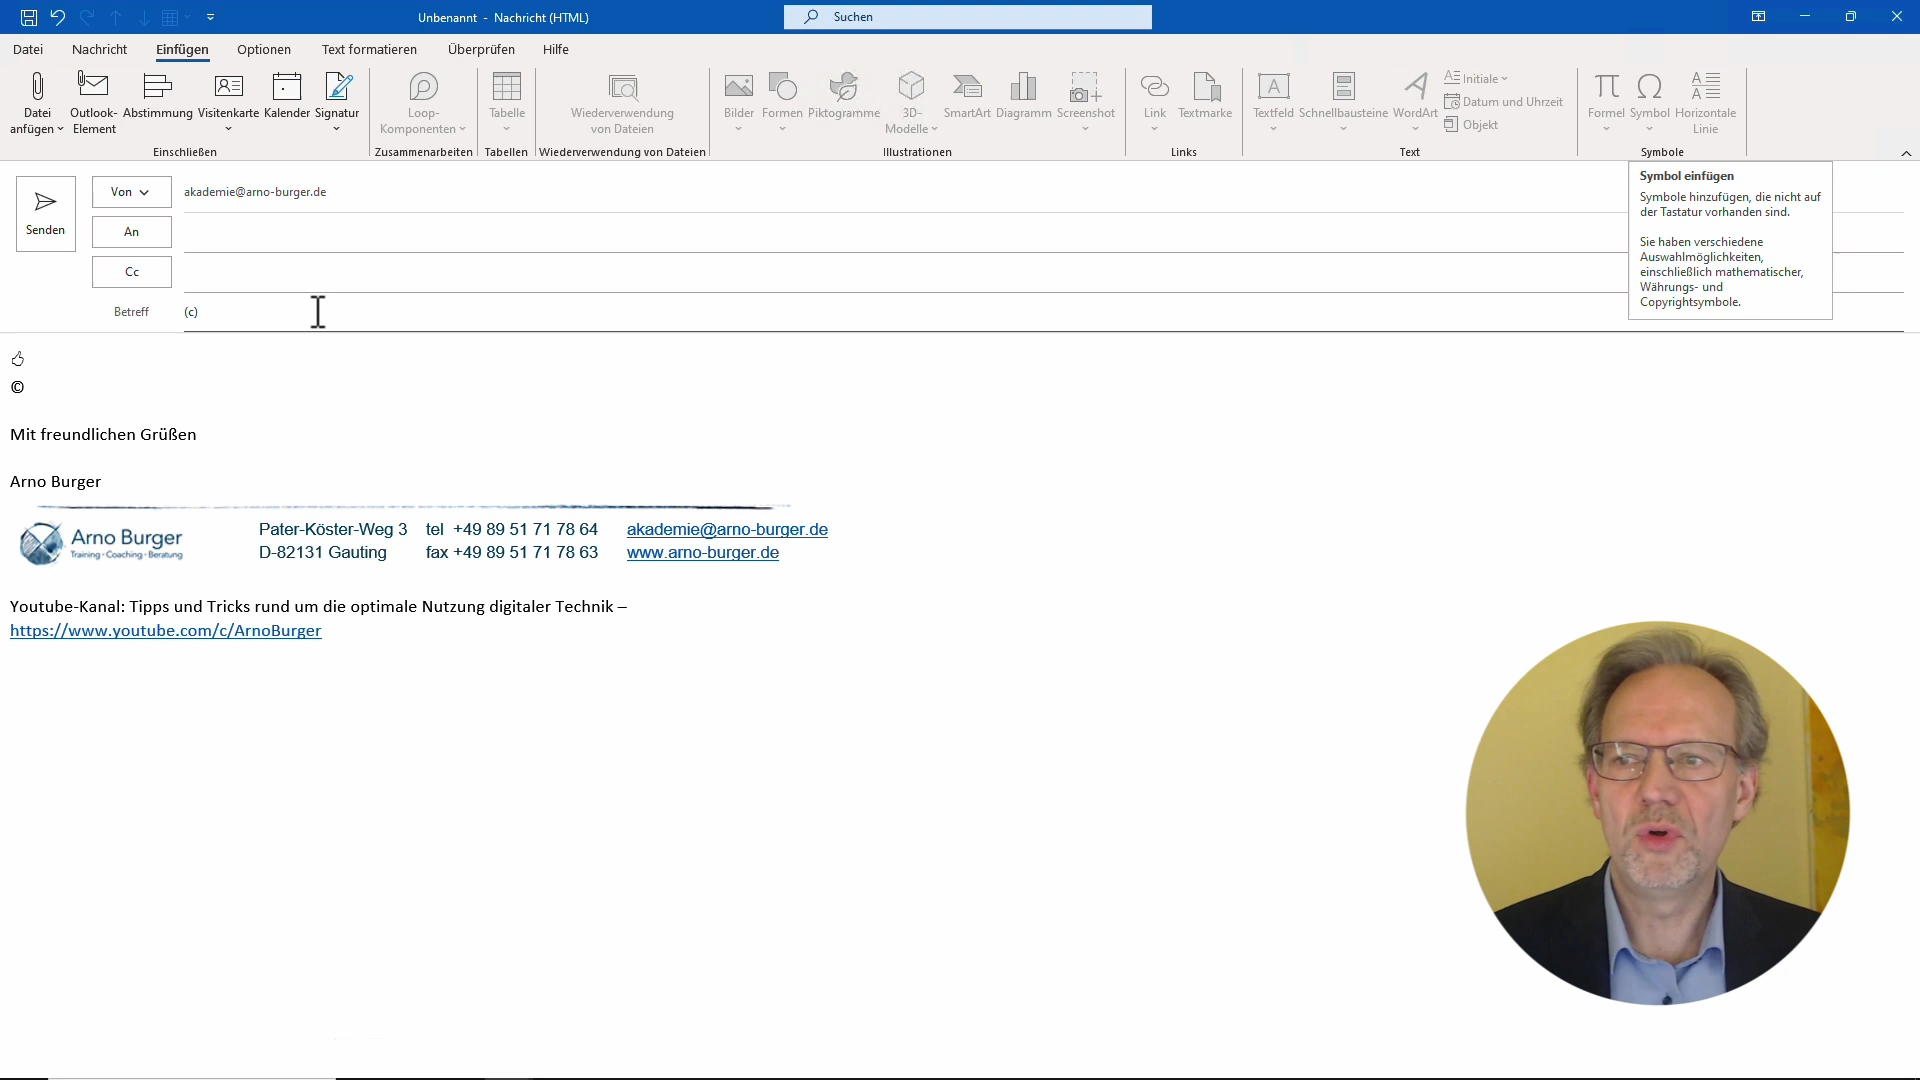 Unbenannt - Nachricht (HTML)
Suchen
Datei Nachricht Einfügen Optionen Text formatieren Überprüfen Hilfe
Datei anfügen
Outlook-Element
Abstimmung
Visitenkarte
Kalender
Signatur
Einschließen
Loop-Komponenten
Zusammenarbeiten
Tabelle
Tabellen
Wiederverwendung von Dateien
Wiederverwendung von Dateien
Bilder
Formen
Piktogramme
3D-Modelle
SmartArt
Diagramm
Screenshot
Illustrationen
Link
Textmarke
Links
Textfeld
Schnellbausteine
WordArt
Initiale
Datum und Uhrzeit
Objekt
Text
Formel
Symbol
Horizontale Linie
Symbole
Symbol einfügen
Symbole hinzufügen, die nicht auf
der Tastatur vorhanden sind.
Sie haben verschiedene
Auswahlmöglichkeiten,
einschließlich mathematischer,
Währungs- und
Copyrightsymbole.
Senden
Von akademie@arno-burger.de
An
Cc
Betreff (c)
©
Mit freundlichen Grüßen
Arno Burger
Arno Burger
Training · Coaching · Beratung
Pater-Köster-Weg 3 tel +49 89 51 71 78 64 akademie@arno-burger.de
D-82131 Gauting fax +49 89 51 71 78 63 www.arno-burger.de
Youtube-Kanal: Tipps und Tricks rund um die optimale Nutzung digitaler Technik –
https://www.youtube.com/c/ArnoBurger